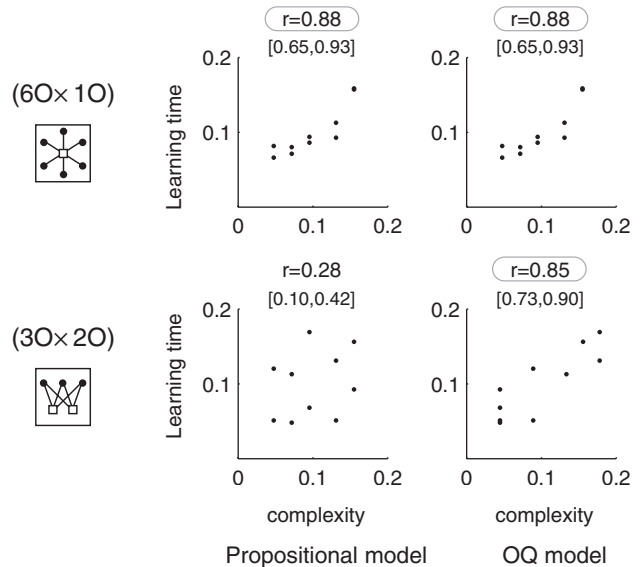 r=0.88 r=0.88
[0.65,0.93] [0.65,0.93]
(6O×1O)
Learning time
0.2 0.2
0.1 0.1
0 0.1 0.2 0 0.1 0.2
r=0.28 r=0.85
[0.10,0.42] [0.73,0.90]
(3O×2O)
Learning time
0.2 0.2
0.1 0.1
0 0.1 0.2 0 0.1 0.2
complexity complexity
Propositional model OQ model